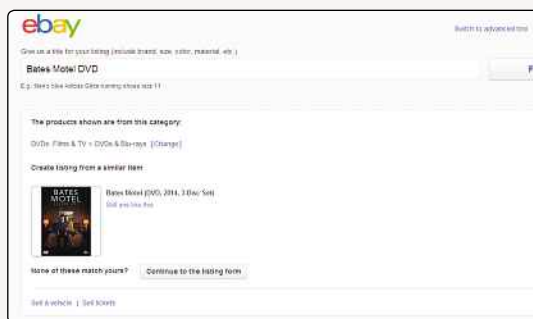 ebay
Switch to advanced tool
Give us a title for your listing (include brand, size, color, material, etc.)
Bates Motel DVD
The products shown are from this category:
DVDs, Films & TV > DVDs & Blu-rays [Change]
Create listing from a similar item
BATES
MOTEL
Bates Motel (DVD, 2014, 3-Disc Set)
Sell one like this
None of these match yours?
Continue to the listing form
Sell a vehicle | Sell tickets